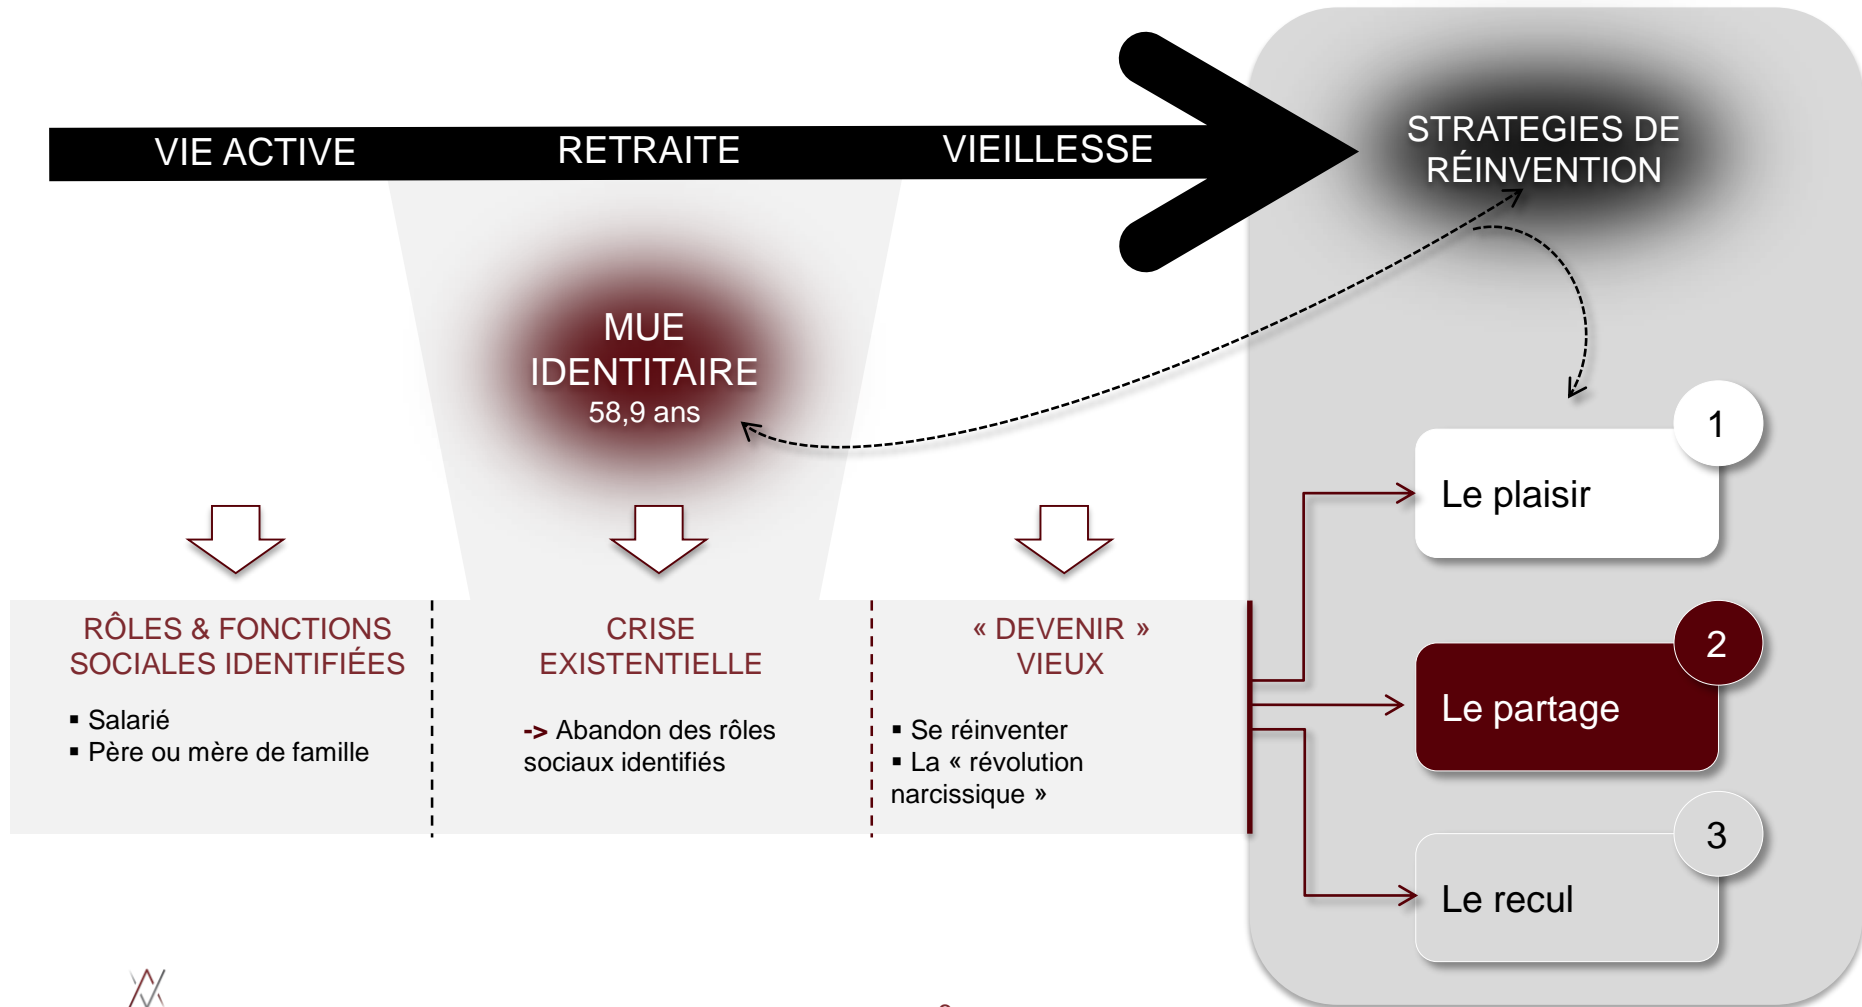 VIE ACTIVE
RETRAITE
VIEILLESSE
STRATEGIES DE
RÉINVENTION
MUE
IDENTITAIRE
58,9 ans
RÔLES & FONCTIONS
SOCIALES IDENTIFIÉES
▪ Salarié
▪ Père ou mère de famille
CRISE
EXISTENTIELLE
-> Abandon des rôles
sociaux identifiés
« DEVENIR »
VIEUX
▪ Se réinventer
▪ La « révolution
narcissique »
1
Le plaisir
2
Le partage
3
Le recul